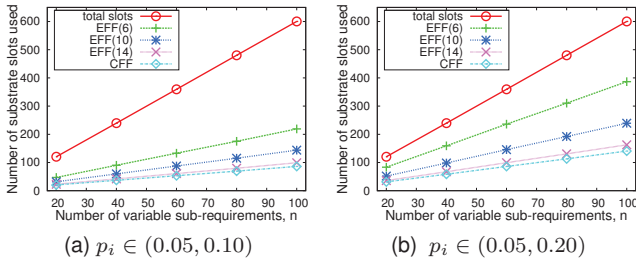 Number of substrate slots used
600
500
400
300
200
100
0
total slots
EFF(6)
EFF(10)
EFF(14)
CFF
20 30 40 50 60 70 80 90 100
Number of variable sub-requirements, n
(a) p_i ∈ (0.05, 0.10)
Number of substrate slots used
600
500
400
300
200
100
0
total slots
EFF(6)
EFF(10)
EFF(14)
CFF
20 30 40 50 60 70 80 90 100
Number of variable sub-requirements, n
(b) p_i ∈ (0.05, 0.20)